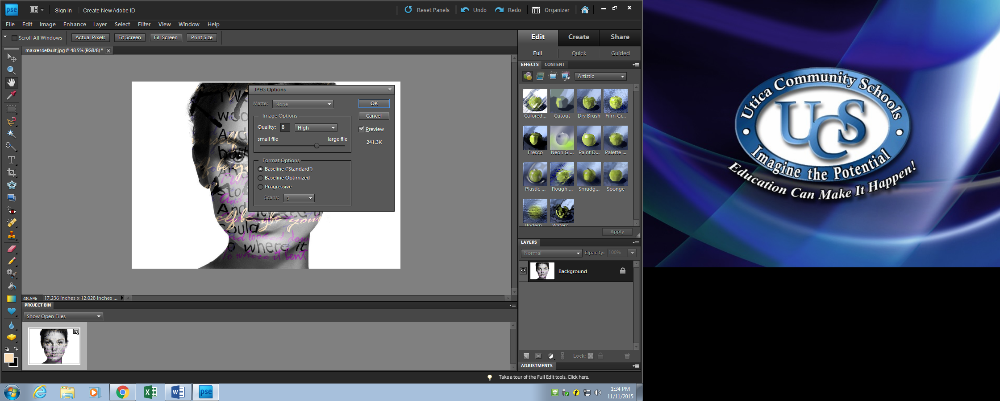 pse
Sign In
Create New Adobe ID
Reset Panels
Undo
Redo
Organizer
File Edit Image Enhance Layer Select Filter View Window Help
Scroll All Windows
Actual Pixels
Fit Screen
Fill Screen
Print Size
Edit Create Share
Full Quick Guided
maxresdefault.jpg @ 48.5% (RGB/8) *
EFFECTS CONTENT
Artistic
Colored... Cutout Dry Brush Film Gr...
Fresco Neon Gl... Paint D... Palette ...
Plastic ... Rough ... Smudg... Sponge
Undern Waterc
Apply
JPEG Options
Matte: None
OK
Cancel
Preview
241.3K
Image Options
Quality: 8 High
small file large file
Format Options
Baseline ("Standard")
Baseline Optimized
Progressive
Scans: 3
could
And looked down
where it
To where it bent
LAYERS
Normal Opacity: 100%
Background
Lock:
ADJUSTMENTS
48.5% 17.236 inches x 12.028 inches ...
PROJECT BIN
Show Open Files
Take a tour of the Full Edit tools. Click here.
pse
1:34 PM
11/11/2015
Utica Community Schools
UCS
Imagine the Potential
Education Can Make It Happen!